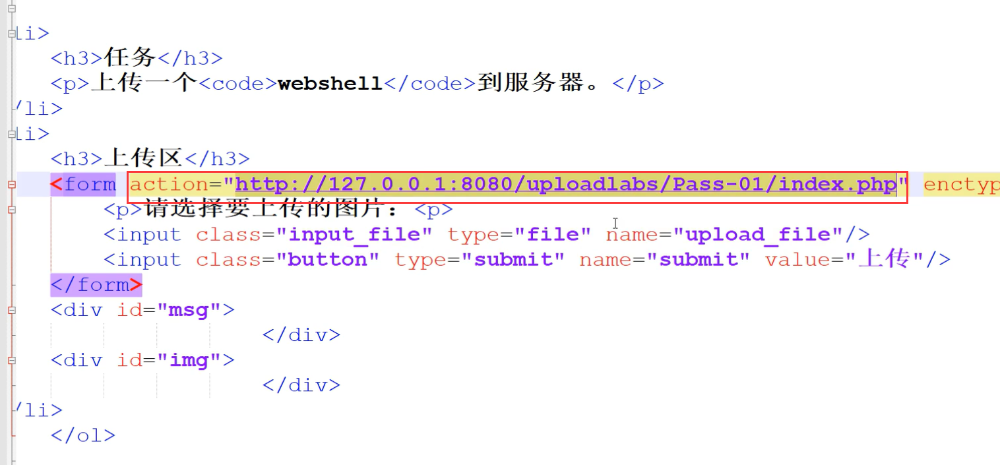 li>
<h3>任务</h3>
<p>上传一个<code>webshell</code>到服务器。</p>
/li>
li>
<h3>上传区</h3>
<form action="http://127.0.0.1:8080/uploadlabs/Pass-01/index.php" enctyp
<p>请选择要上传的图片：<p>
<input class="input_file" type="file" name="upload_file"/>
<input class="button" type="submit" name="submit" value="上传"/>
</form>
<div id="msg">
</div>
<div id="img">
</div>
/li>
</ol>